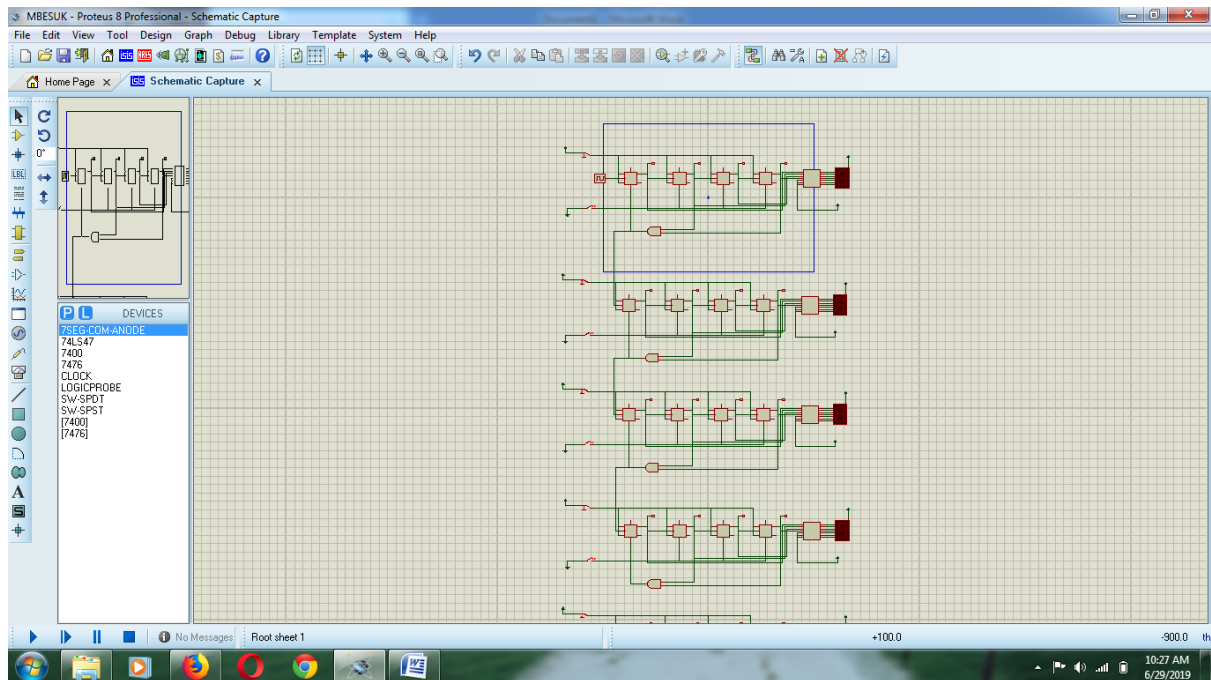 MBESUK - Proteus 8 Professional - Schematic Capture
File Edit View Tool Design Graph Debug Library Template System Help
Home Page x Schematic Capture x
0°
LBL
P L DEVICES
7SEG-COM-ANODE
74LS47
7400
7476
CLOCK
LOGICPROBE
SW-SPDT
SW-SPST
[7400]
[7476]
A
S
No Messages Root sheet 1 +100.0 -900.0 th
10:27 AM
6/29/2019